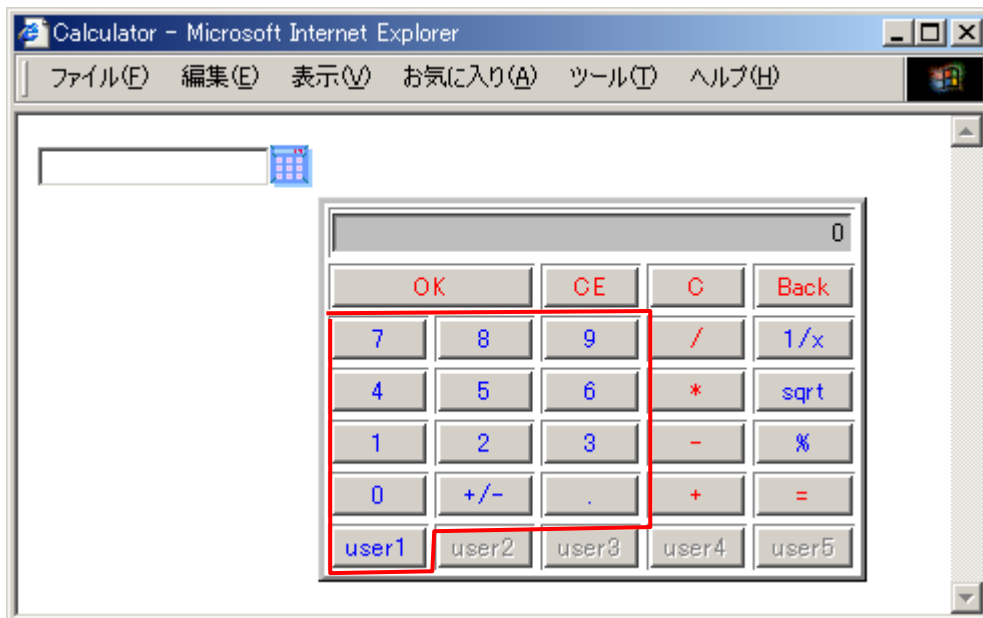 Calculator - Microsoft Internet Explorer
ファイル(F) 編集(E) 表示(V) お気に入り(A) ツール(T) ヘルプ(H)
0
OK CE C Back
7 8 9 / 1/x
4 5 6 * sqrt
1 2 3 - %
0 +/- . + =
user1 user2 user3 user4 user5